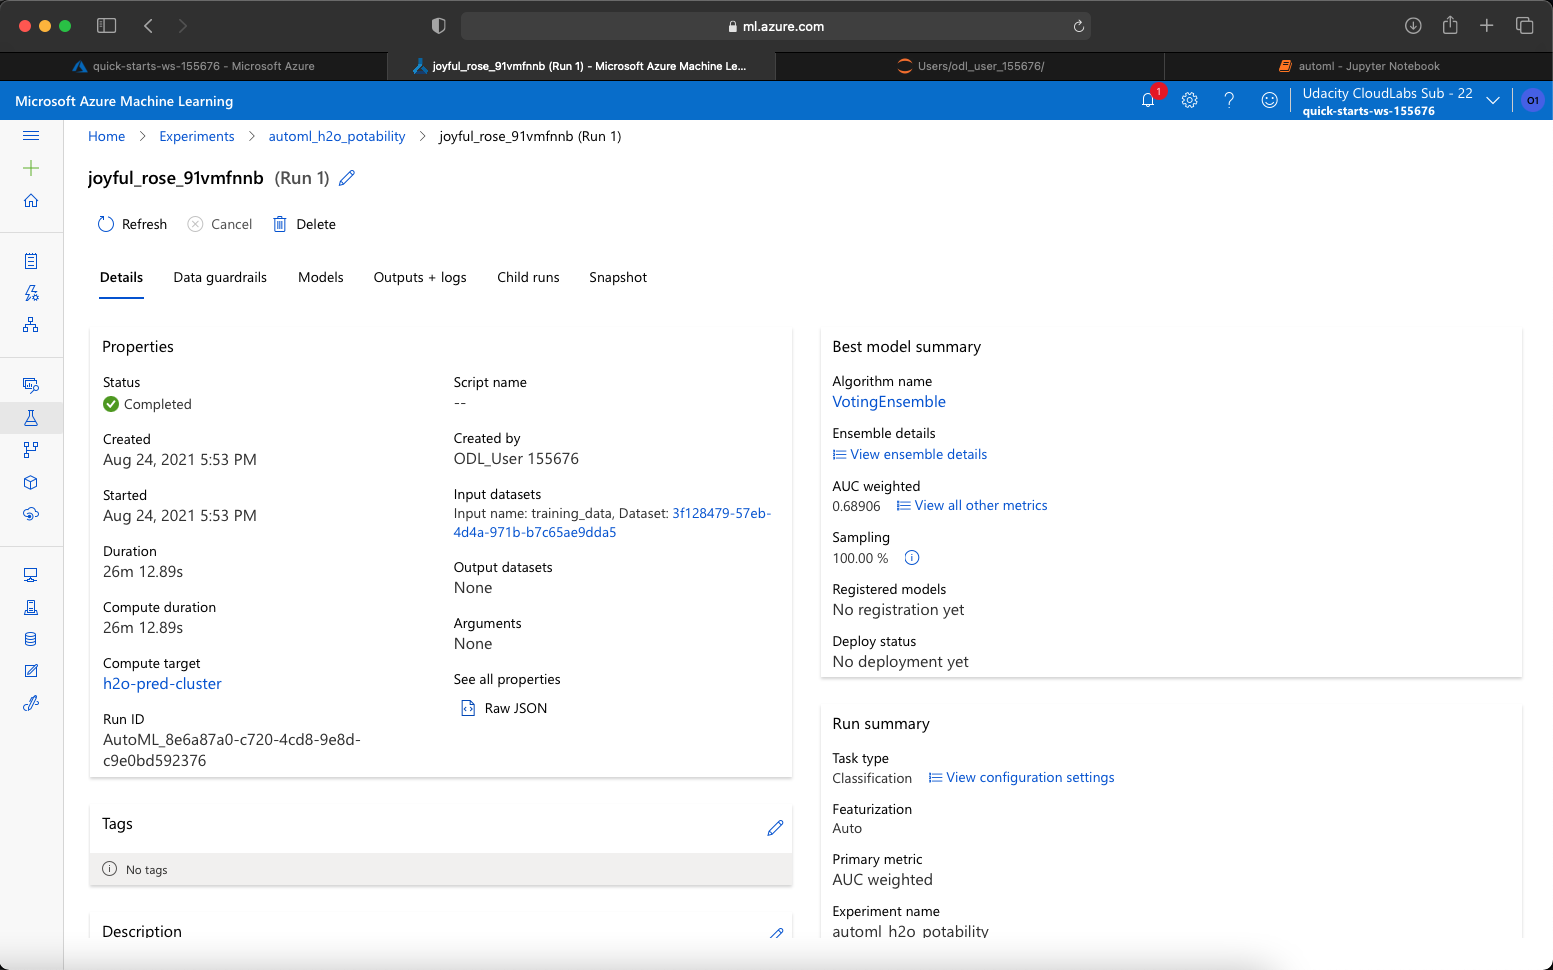 ml.azure.com
quick-starts-ws-155676 - Microsoft Azure
joyful_rose_91vmfnnb (Run 1) - Microsoft Azure Machine Le...
Users/odl_user_155676/
automl - Jupyter Notebook
Microsoft Azure Machine Learning
1
Udacity CloudLabs Sub - 22
quick-starts-ws-155676
O1
Home > Experiments > automl_h2o_potability > joyful_rose_91vmfnnb (Run 1)
joyful_rose_91vmfnnb (Run 1)
Refresh
Cancel
Delete
Details
Data guardrails
Models
Outputs + logs
Child runs
Snapshot
Properties
Status
Completed
Created
Aug 24, 2021 5:53 PM
Started
Aug 24, 2021 5:53 PM
Duration
26m 12.89s
Compute duration
26m 12.89s
Compute target
h2o-pred-cluster
Run ID
AutoML_8e6a87a0-c720-4cd8-9e8d-
c9e0bd592376
Script name
--
Created by
ODL_User 155676
Input datasets
Input name: training_data, Dataset: 3f128479-57eb-
4d4a-971b-b7c65ae9dda5
Output datasets
None
Arguments
None
See all properties
Raw JSON
Tags
No tags
Description
Best model summary
Algorithm name
VotingEnsemble
Ensemble details
View ensemble details
AUC weighted
0.68906 View all other metrics
Sampling
100.00 %
Registered models
No registration yet
Deploy status
No deployment yet
Run summary
Task type
Classification View configuration settings
Featurization
Auto
Primary metric
AUC weighted
Experiment name
automl_h2o_potability